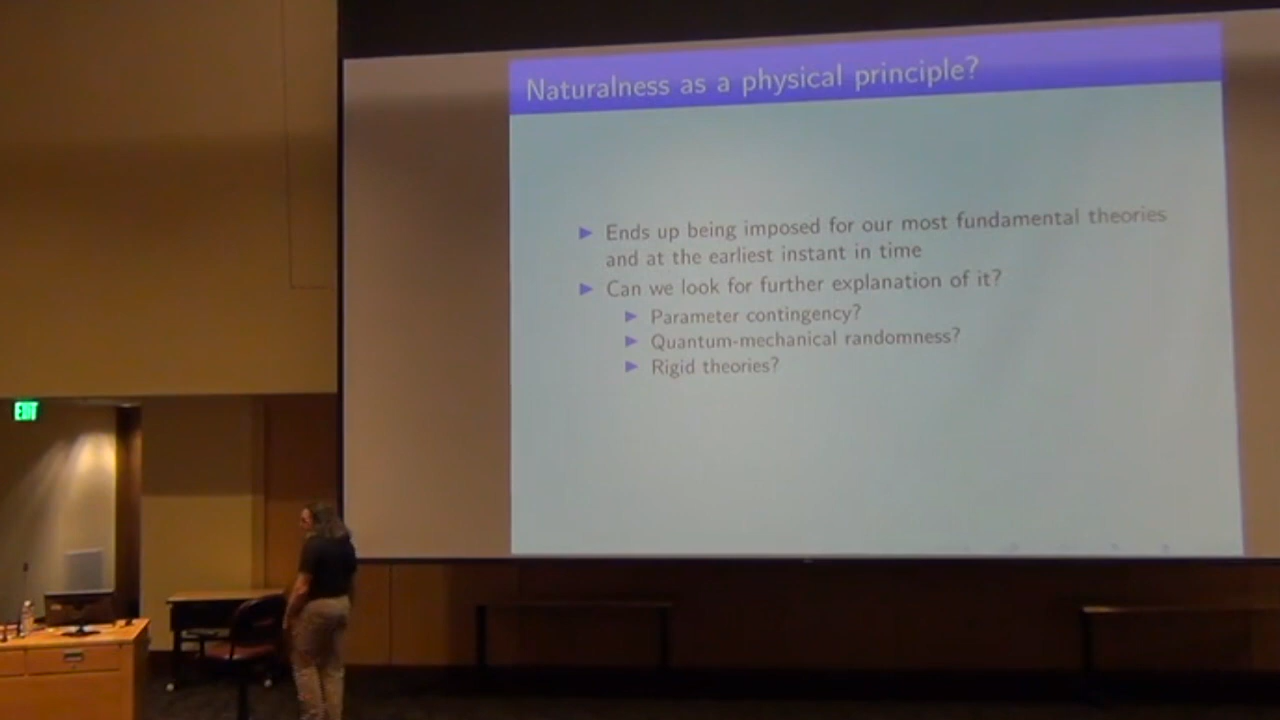 Naturalness as a physical principle?
Ends up being imposed for our most fundamental theories
and at the earliest instant in time
Can we look for further explanation of it?
Parameter contingency?
Quantum-mechanical randomness?
Rigid theories?
EXIT